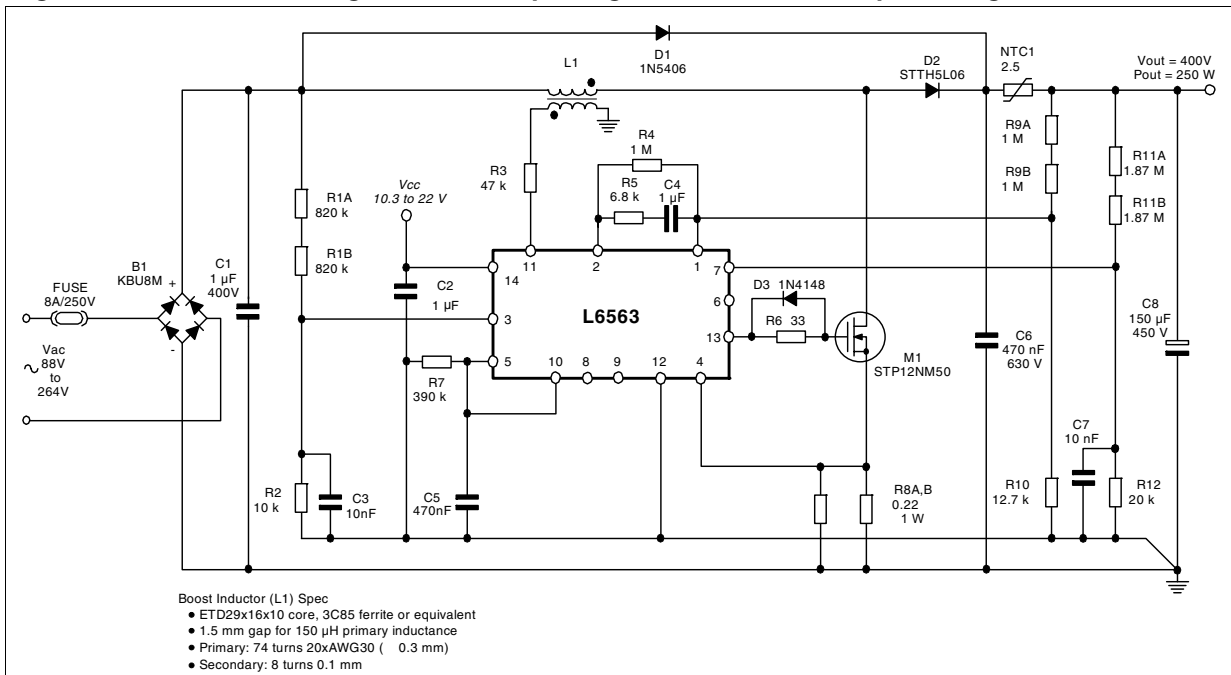 D1
1N5406
L1
D2
STTH5L06
NTC1
2.5
Vout = 400V
Pout = 250 W
R4
1 M
R3
47 k
R5
6.8 k
C4
1 µF
R9A
1 M
R9B
1 M
R11A
1.87 M
R11B
1.87 M
Vcc
10.3 to 22 V
R1A
820 k
R1B
820 k
B1
KBU8M
+
-
C1
1 µF
400V
FUSE
8A/250V
Vac
88V
to
264V
C2
1 µF
14
11
2
1
7
6
13
3
5
10
8
9
12
4
L6563
D3 1N4148
R6 33
M1
STP12NM50
C6
470 nF
630 V
C8
150 µF
450 V
R7
390 k
R2
10 k
C3
10nF
C5
470nF
R8A,B
0.22
1 W
R10
12.7 k
C7
10 nF
R12
20 k
Boost Inductor (L1) Spec
● ETD29x16x10 core, 3C85 ferrite or equivalent
● 1.5 mm gap for 150 µH primary inductance
● Primary: 74 turns 20xAWG30 ( 0.3 mm)
● Secondary: 8 turns 0.1 mm